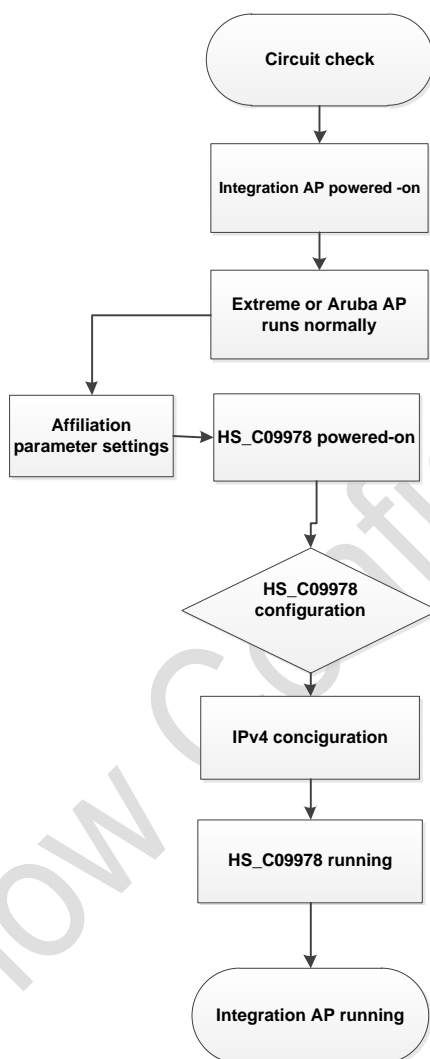 Circuit check
Integration AP powered -on
Extreme or Aruba AP
runs normally
Affiliation
parameter settings
HS_C09978 powered-on
HS_C09978
configuration
IPv4 conciguration
HS_C09978 running
Integration AP running